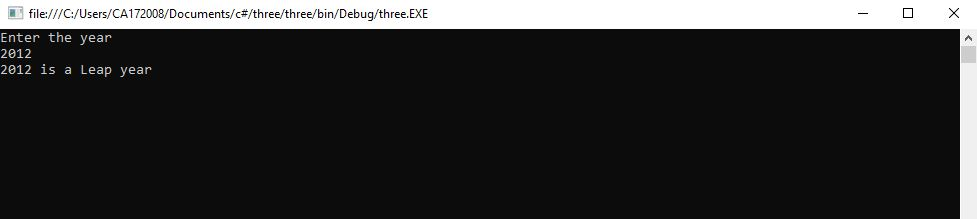 file:///C:/Users/CA172008/Documents/c#/three/three/bin/Debug/three.EXE
Enter the year
2012
2012 is a Leap year